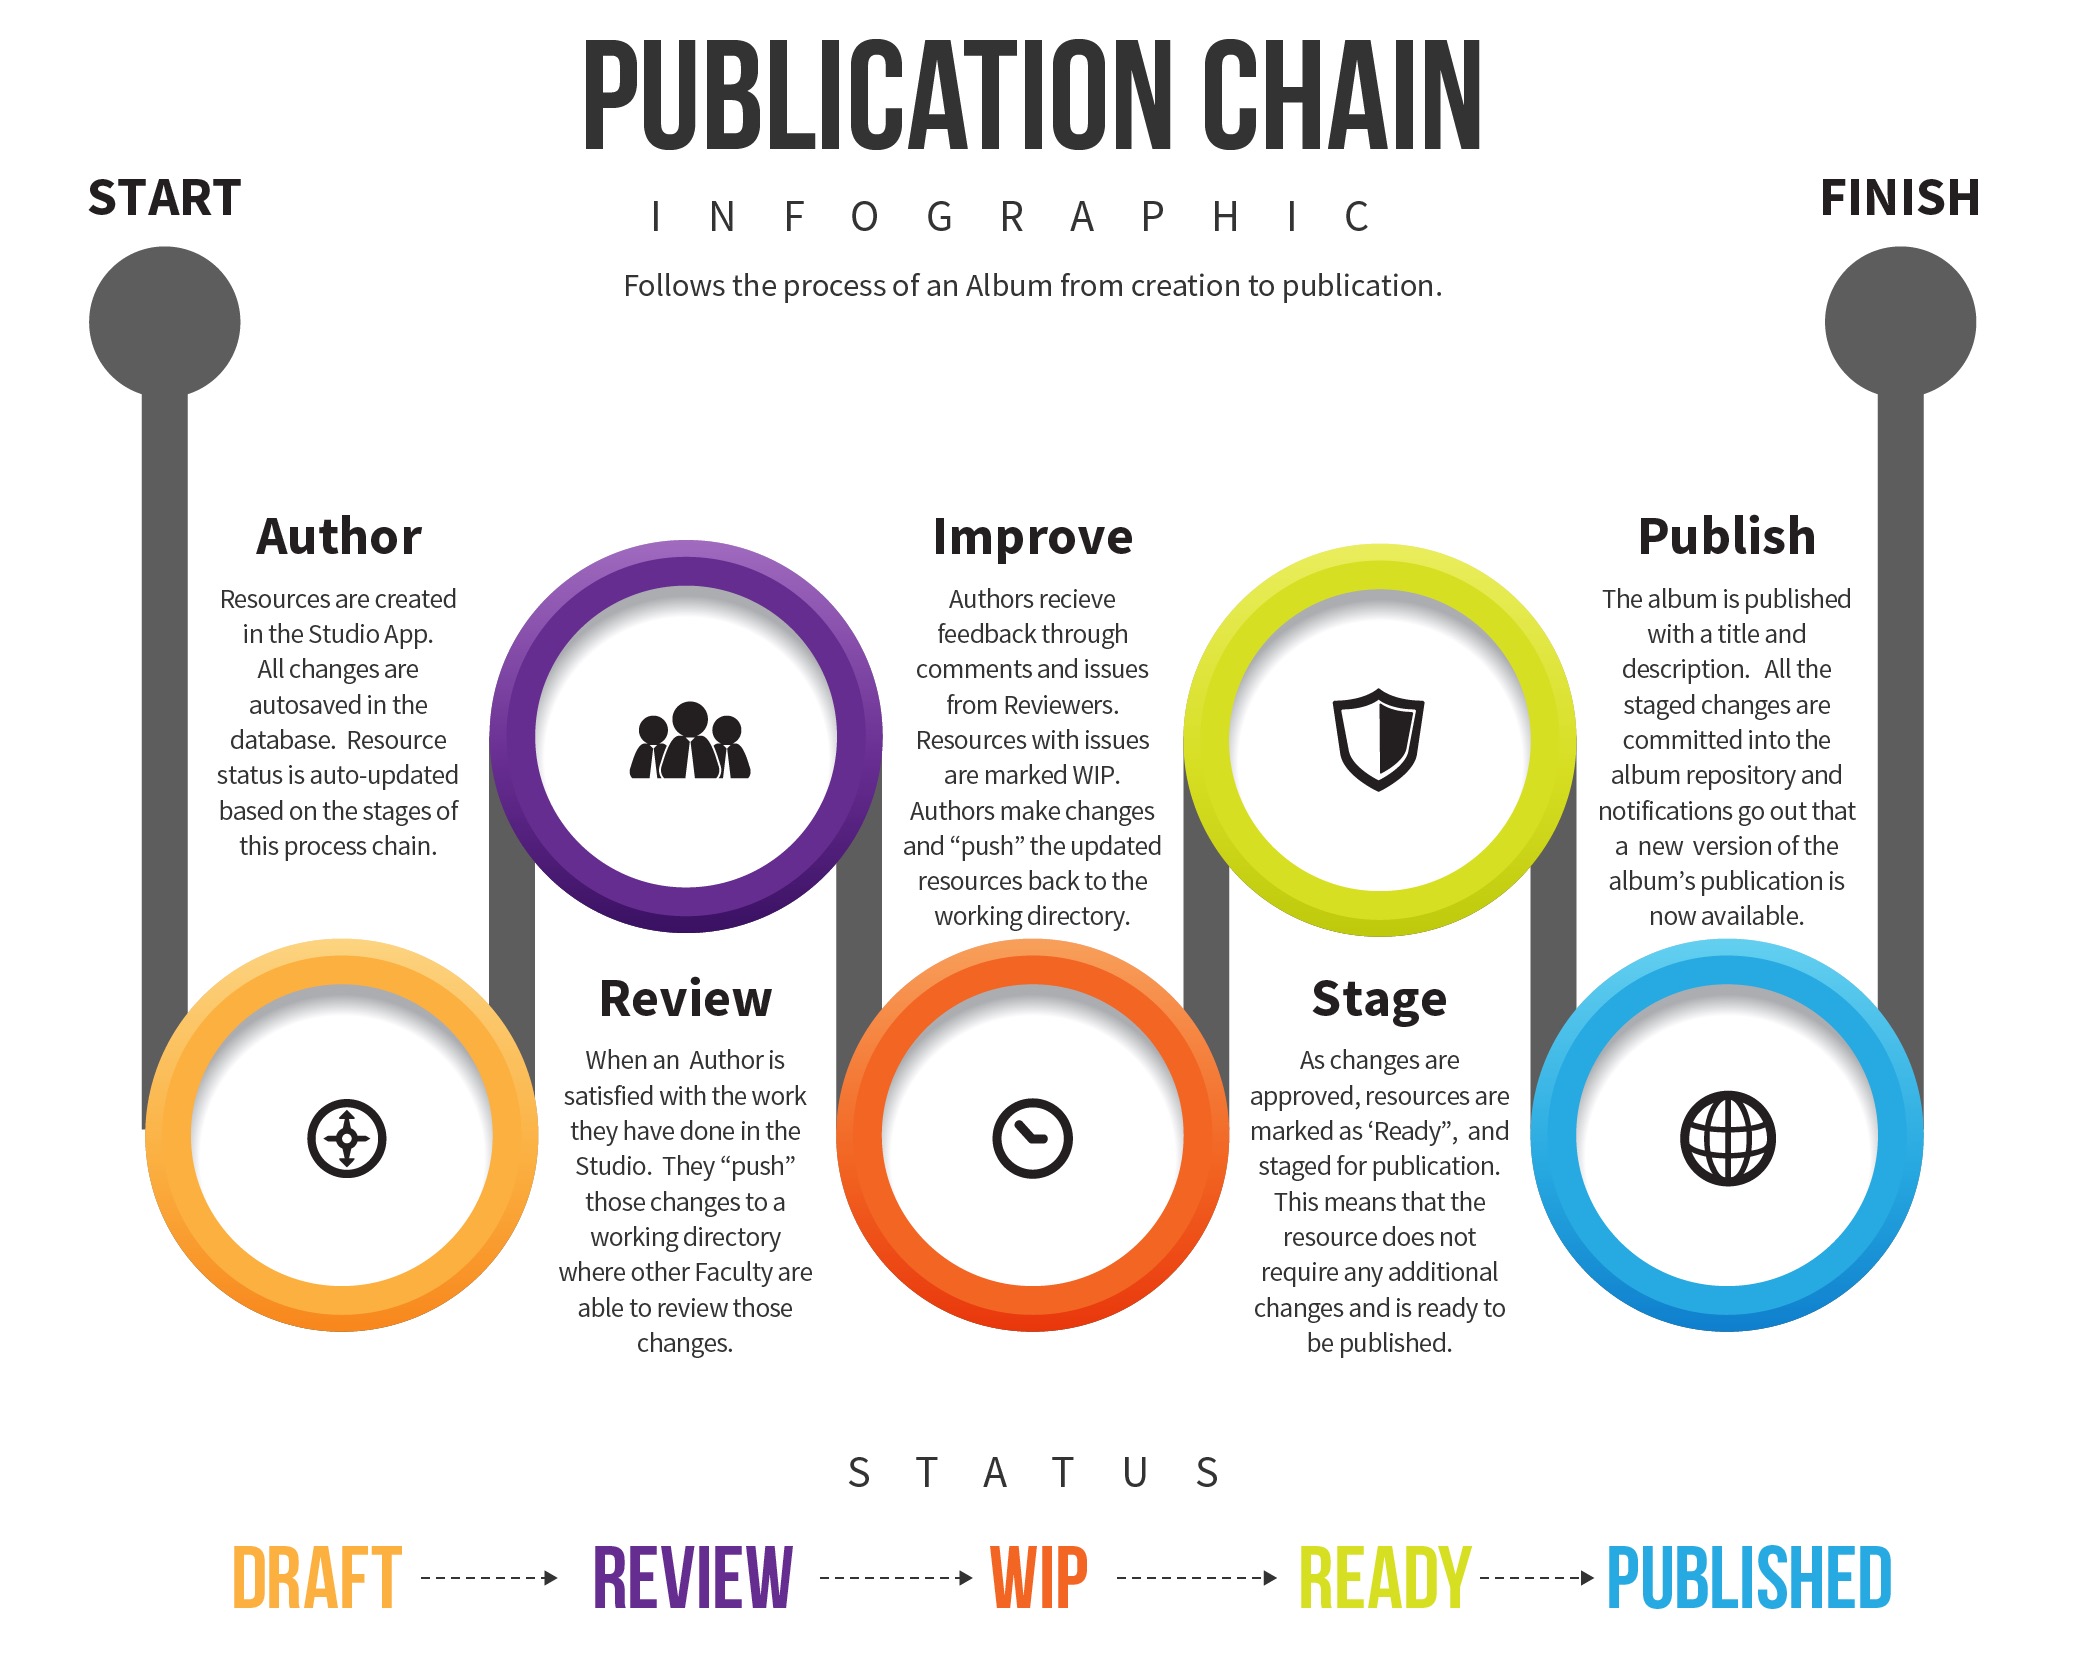 PUBLICATION CHAIN
INFOGRAPHIC
Follows the process of an Album from creation to publication.
START
FINISH
Author
Resources are created
in the Studio App.
All changes are
autosaved in the
database. Resource
status is auto-updated
based on the stages of
this process chain.
Review
When an Author is
satisfied with the work
they have done in the
Studio. They “push”
those changes to a
working directory
where other Faculty are
able to review those
changes.
Improve
Authors recieve
feedback through
comments and issues
from Reviewers.
Resources with issues
are marked WIP.
Authors make changes
and “push” the updated
resources back to the
working directory.
Stage
As changes are
approved, resources are
marked as ‘Ready”, and
staged for publication.
This means that the
resource does not
require any additional
changes and is ready to
be published.
Publish
The album is published
with a title and
description. All the
staged changes are
committed into the
album repository and
notifications go out that
a new version of the
album’s publication is
now available.
STATUS
DRAFT REVIEW WIP READY PUBLISHED